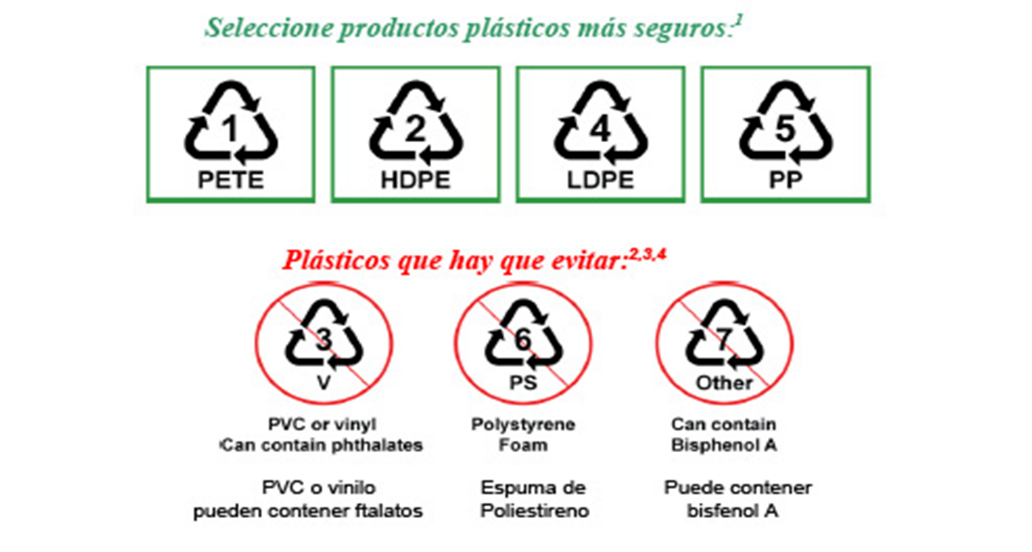 Seleccione productos plásticos más seguros:1
1 2 4 5
PETE HDPE LDPE PP
Plásticos que hay que evitar:2,3,4
3 6 7
V PS Other
PVC or vinyl
Can contain phthalates
Polystyrene
Foam
Can contain
Bisphenol A
PVC o vinilo
pueden contener ftalatos
Espuma de
Poliestireno
Puede contener
bisfenol A